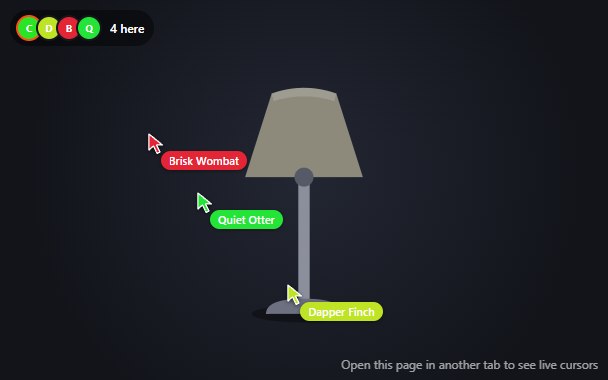 C D B Q 4 here
Brisk Wombat
Quiet Otter
Dapper Finch
Open this page in another tab to see live cursors